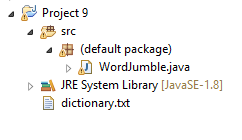 Project 9
src
(default package)
WordJumble.java
JRE System Library [JavaSE-1.8]
dictionary.txt